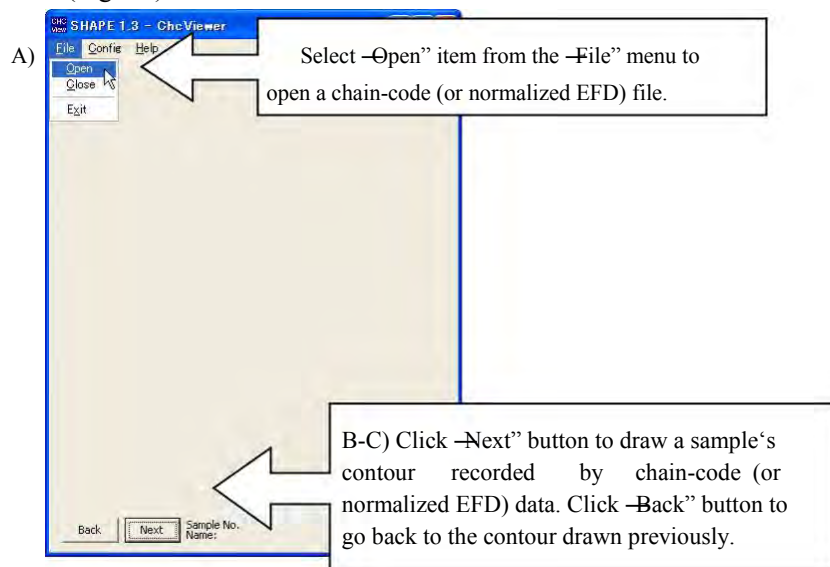 SHAPE 1.3 - ChcViewer
A)
File Config Help
Open
Close
Exit
Select ―Open” item from the ―File” menu to
open a chain-code (or normalized EFD) file.
B-C) Click ―Next” button to draw a sample‘s
contour recorded by chain-code (or
normalized EFD) data. Click ―Back” button to
go back to the contour drawn previously.
Back Next Sample No.
Name: